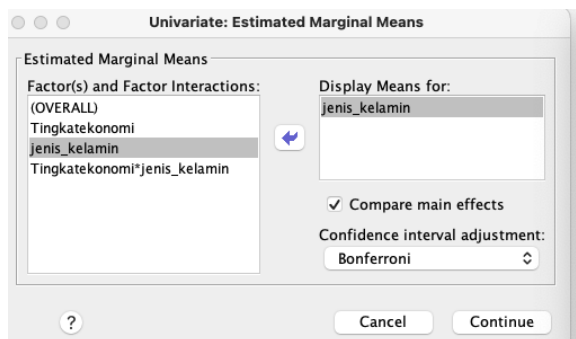 Univariate: Estimated Marginal Means
Estimated Marginal Means
Factor(s) and Factor Interactions:
(OVERALL)
Tingkatekonomi
jenis_kelamin
Tingkatekonomi*jenis_kelamin
Display Means for:
jenis_kelamin
Compare main effects
Confidence interval adjustment:
Bonferroni
?
Cancel
Continue